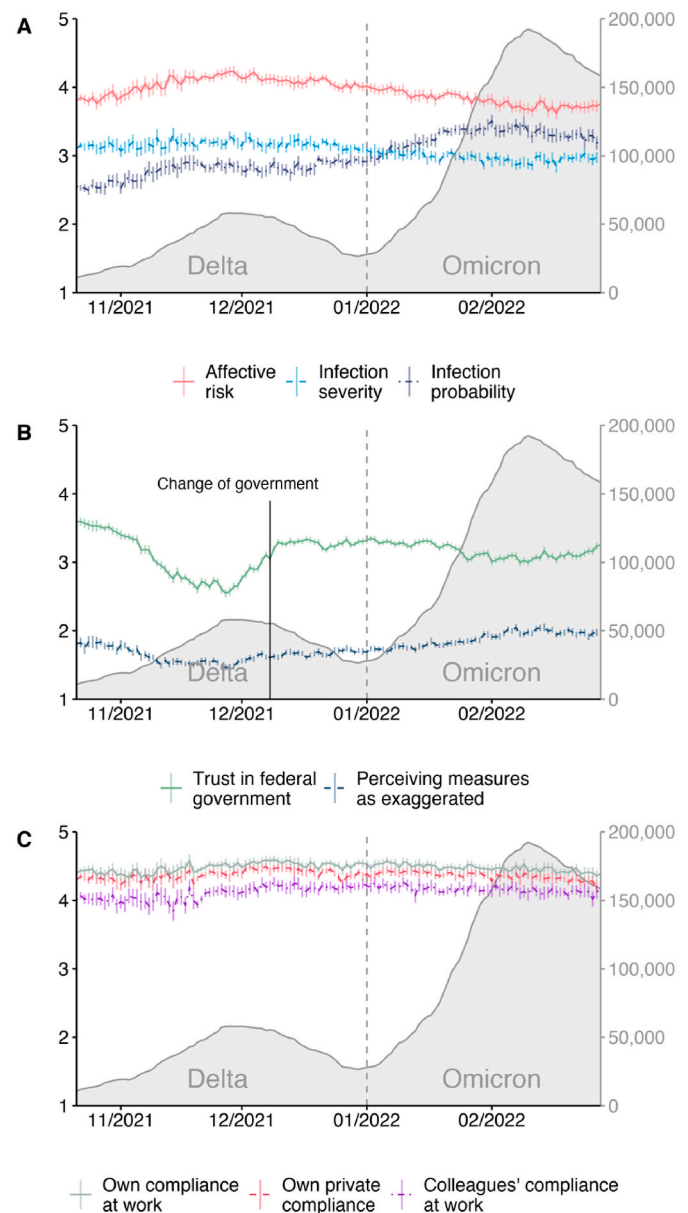 A
5
4
3
2
1
200,000
150,000
100,000
50,000
0
Delta
Omicron
11/2021
12/2021
01/2022
02/2022
Affective
risk
Infection
severity
Infection
probability
B
5
4
3
2
1
200,000
150,000
100,000
50,000
0
Change of government
Delta
Omicron
11/2021
12/2021
01/2022
02/2022
Trust in federal
government
Perceiving measures
as exaggerated
C
5
4
3
2
1
200,000
150,000
100,000
50,000
0
Delta
Omicron
11/2021
12/2021
01/2022
02/2022
Own compliance
at work
Own private
compliance
Colleagues' compliance
at work